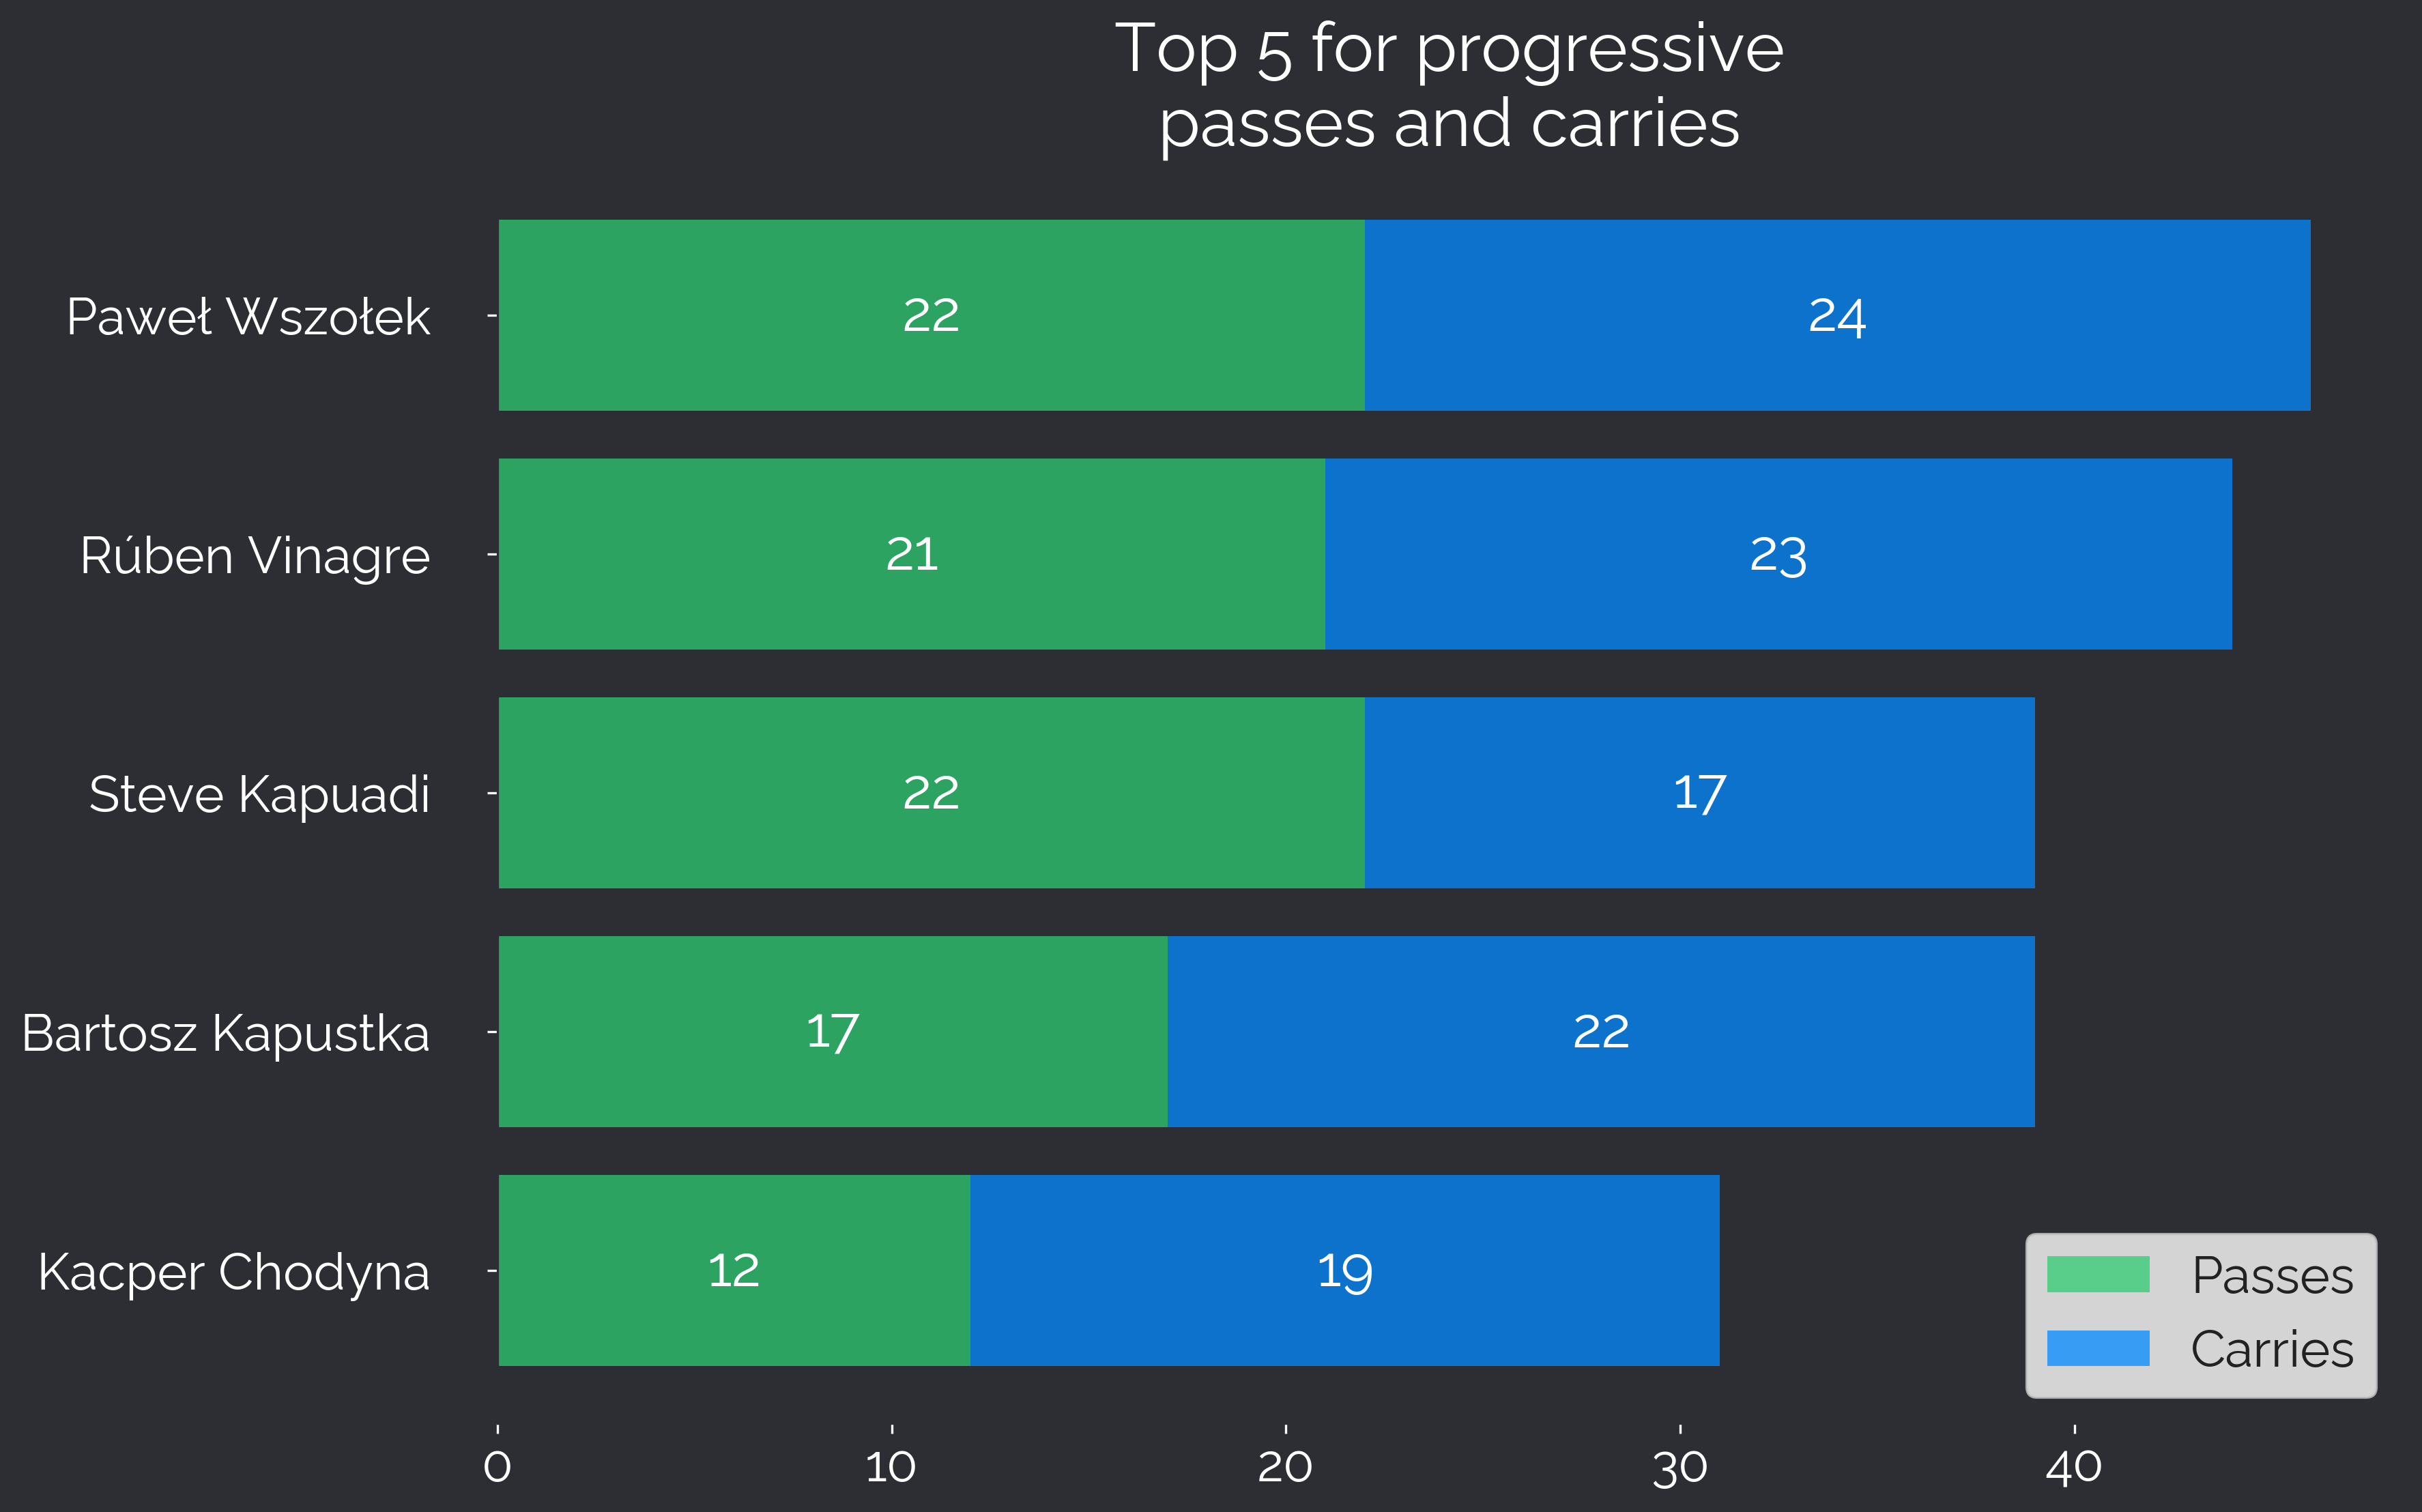 Top 5 for progressive
passes and carries
Paweł Wszołek
22
24
Rúben Vinagre
21
23
Steve Kapuadi
22
17
Bartosz Kapustka
17
22
Kacper Chodyna
12
19
Passes
Carries
0 10 20 30 40